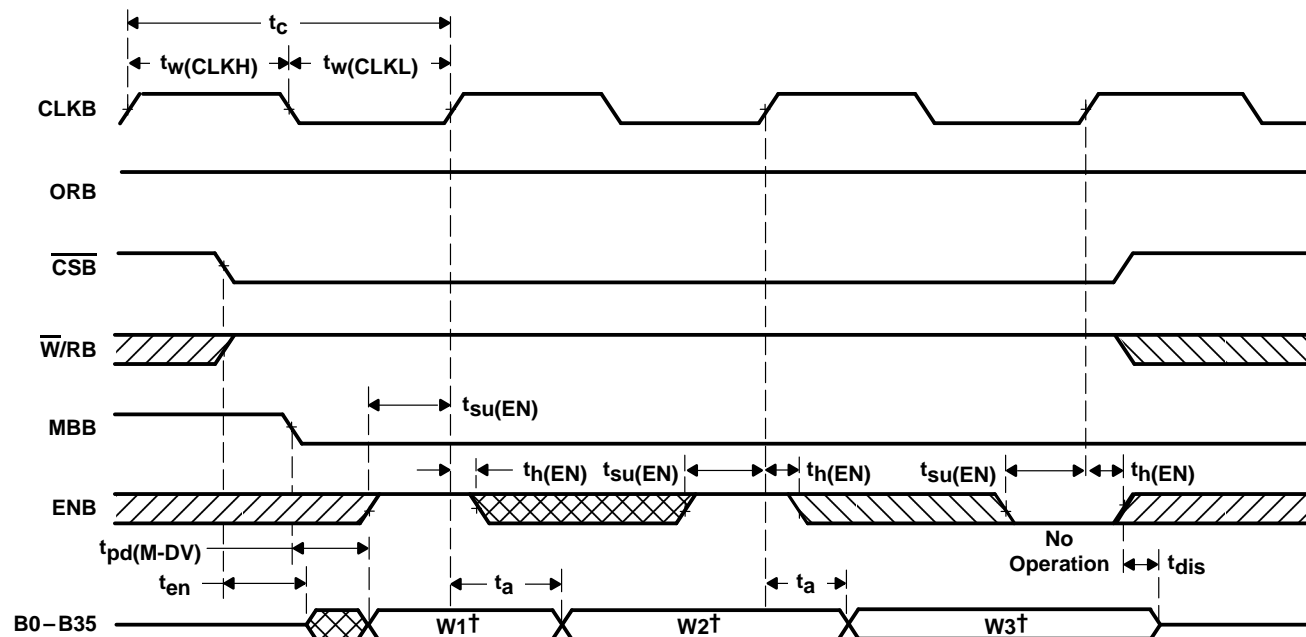 tc
tw(CLKH)
tw(CLKL)
CLKB
ORB
CSB
W/RB
tsu(EN)
MBB
th(EN)
tsu(EN)
th(EN)
tsu(EN)
th(EN)
ENB
No
Operation
tpd(M-DV)
ten
ta
ta
tdis
B0–B35
W1†
W2†
W3†